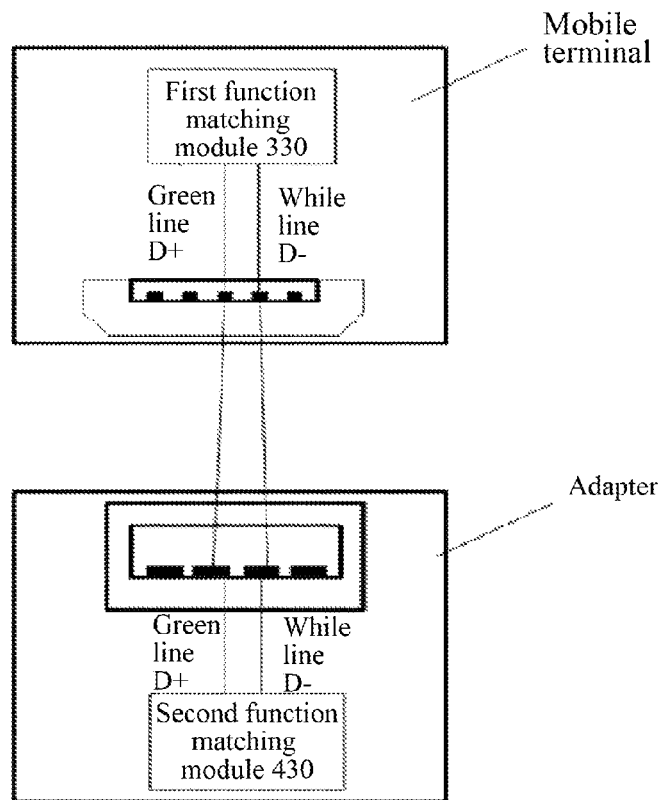 Mobile
terminal
First function
matching
module 330
Green
line
D+
While
line
D-
Adapter
Green
line
D+
While
line
D-
Second function
matching
module 430